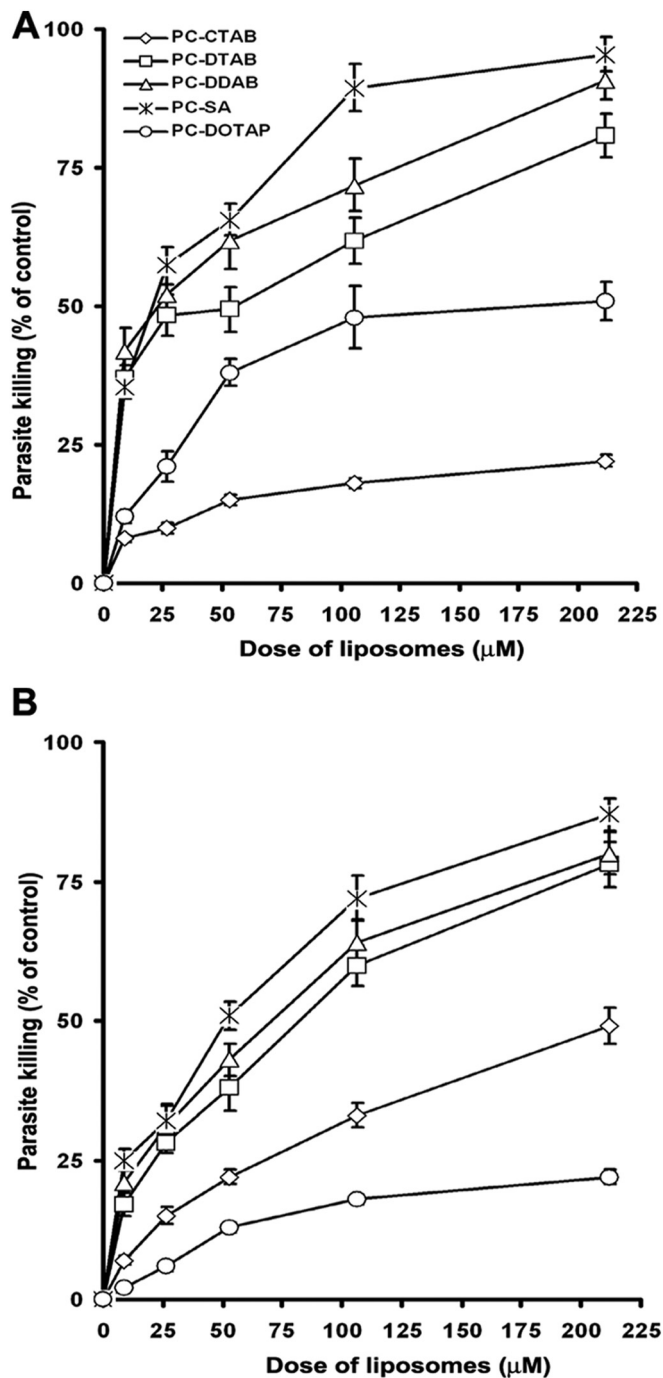 A
100
75
50
25
0
Parasite killing (% of control)
PC-CTAB
PC-DTAB
PC-DDAB
PC-SA
PC-DOTAP
0 25 50 75 100 125 150 175 200 225
Dose of liposomes (μM)
B
100
75
50
25
0
Parasite killing (% of control)
0 25 50 75 100 125 150 175 200 225
Dose of liposomes (μM)